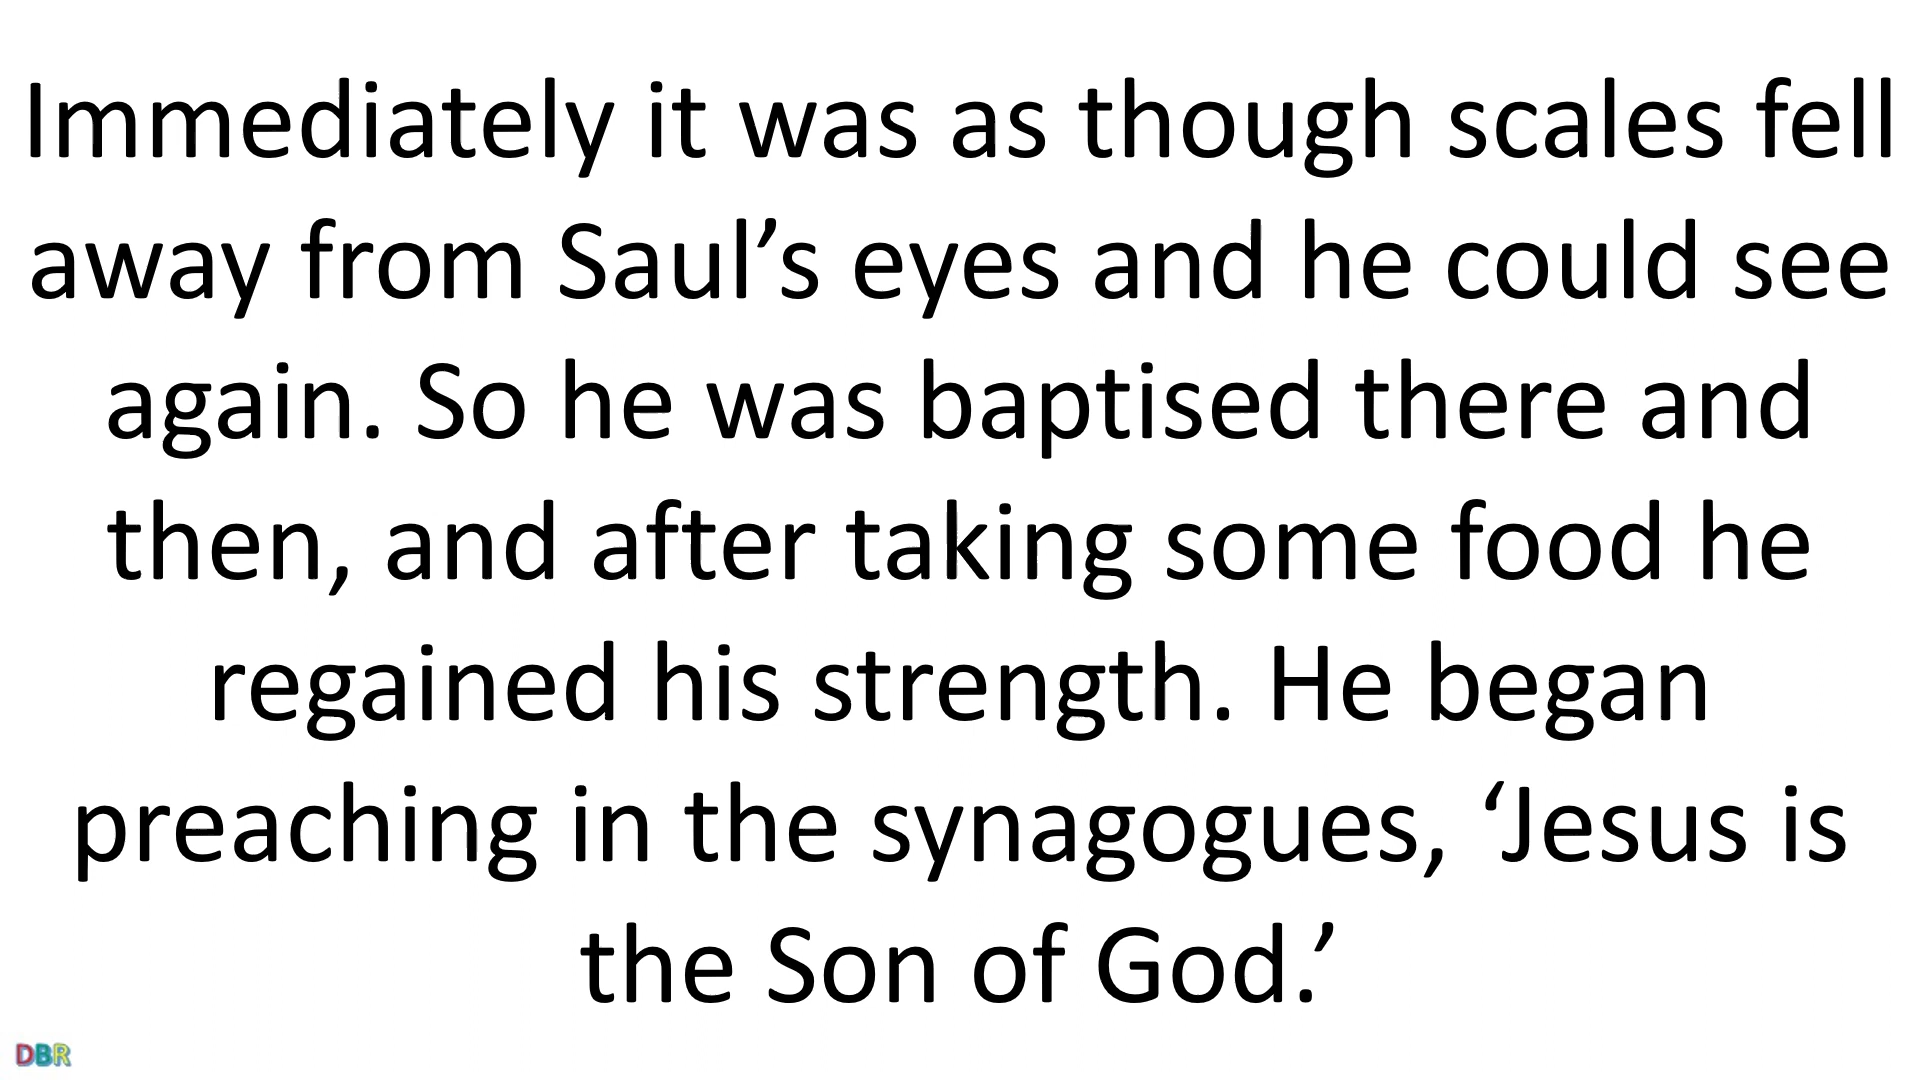 Immediately it was as though scales fell
away from Saul’s eyes and he could see
again. So he was baptised there and
then, and after taking some food he
regained his strength. He began
preaching in the synagogues, ‘Jesus is
the Son of God.’
DBR